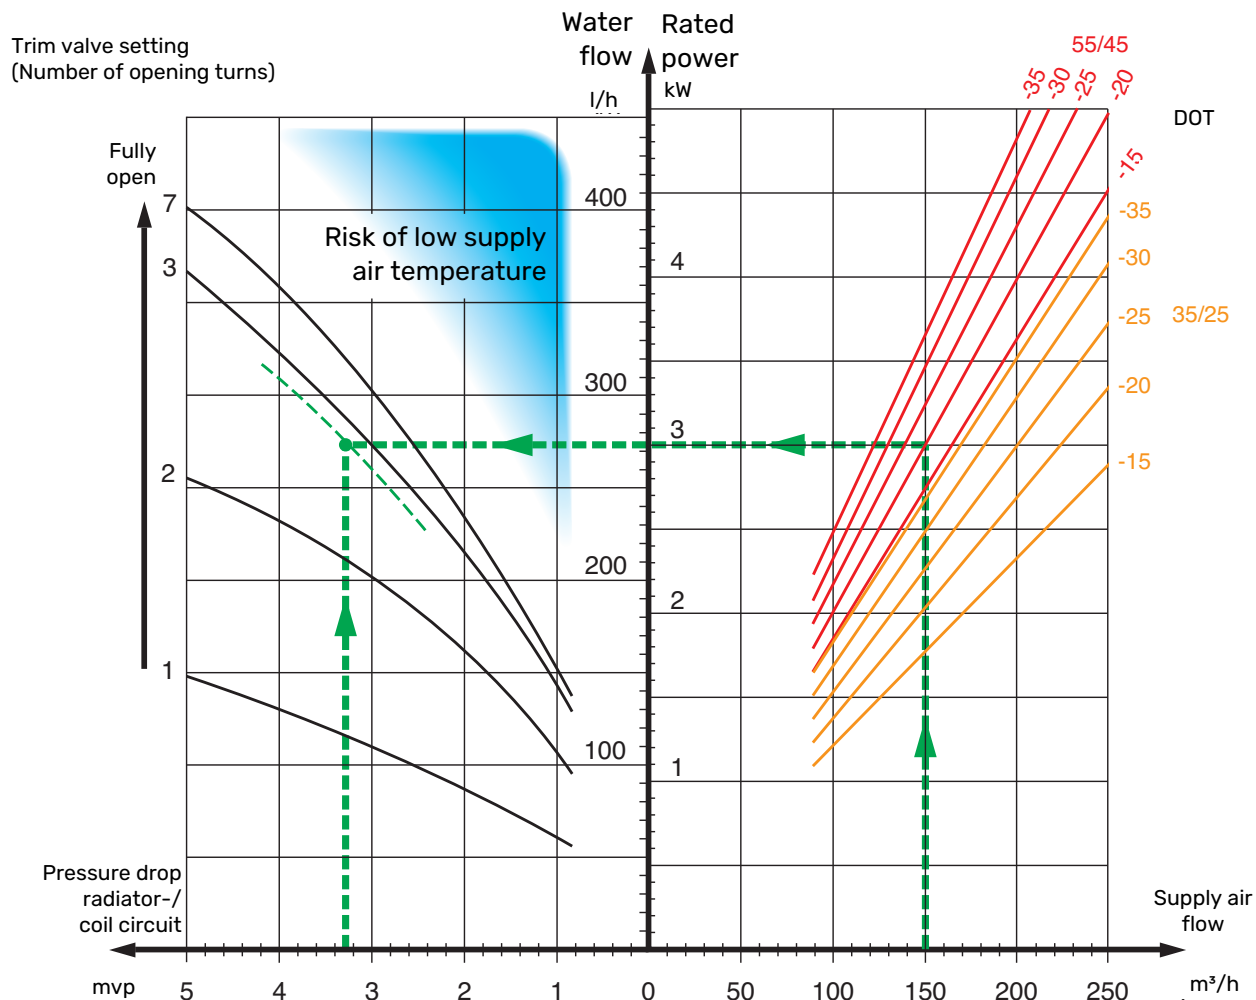 Trim valve setting
(Number of opening turns)
Water
flow
l/h
Rated
power
kW
55/45
-35
-30
-25
-20
-15
DOT
-35
-30
-25
35/25
-20
-15
Fully
open
7
3
2
1
Risk of low supply
air temperature
400
300
200
100
4
3
2
1
Pressure drop
radiator-/
coil circuit
Supply air
flow
mvp
5
4
3
2
1
0
50
100
150
200
250
m³/h